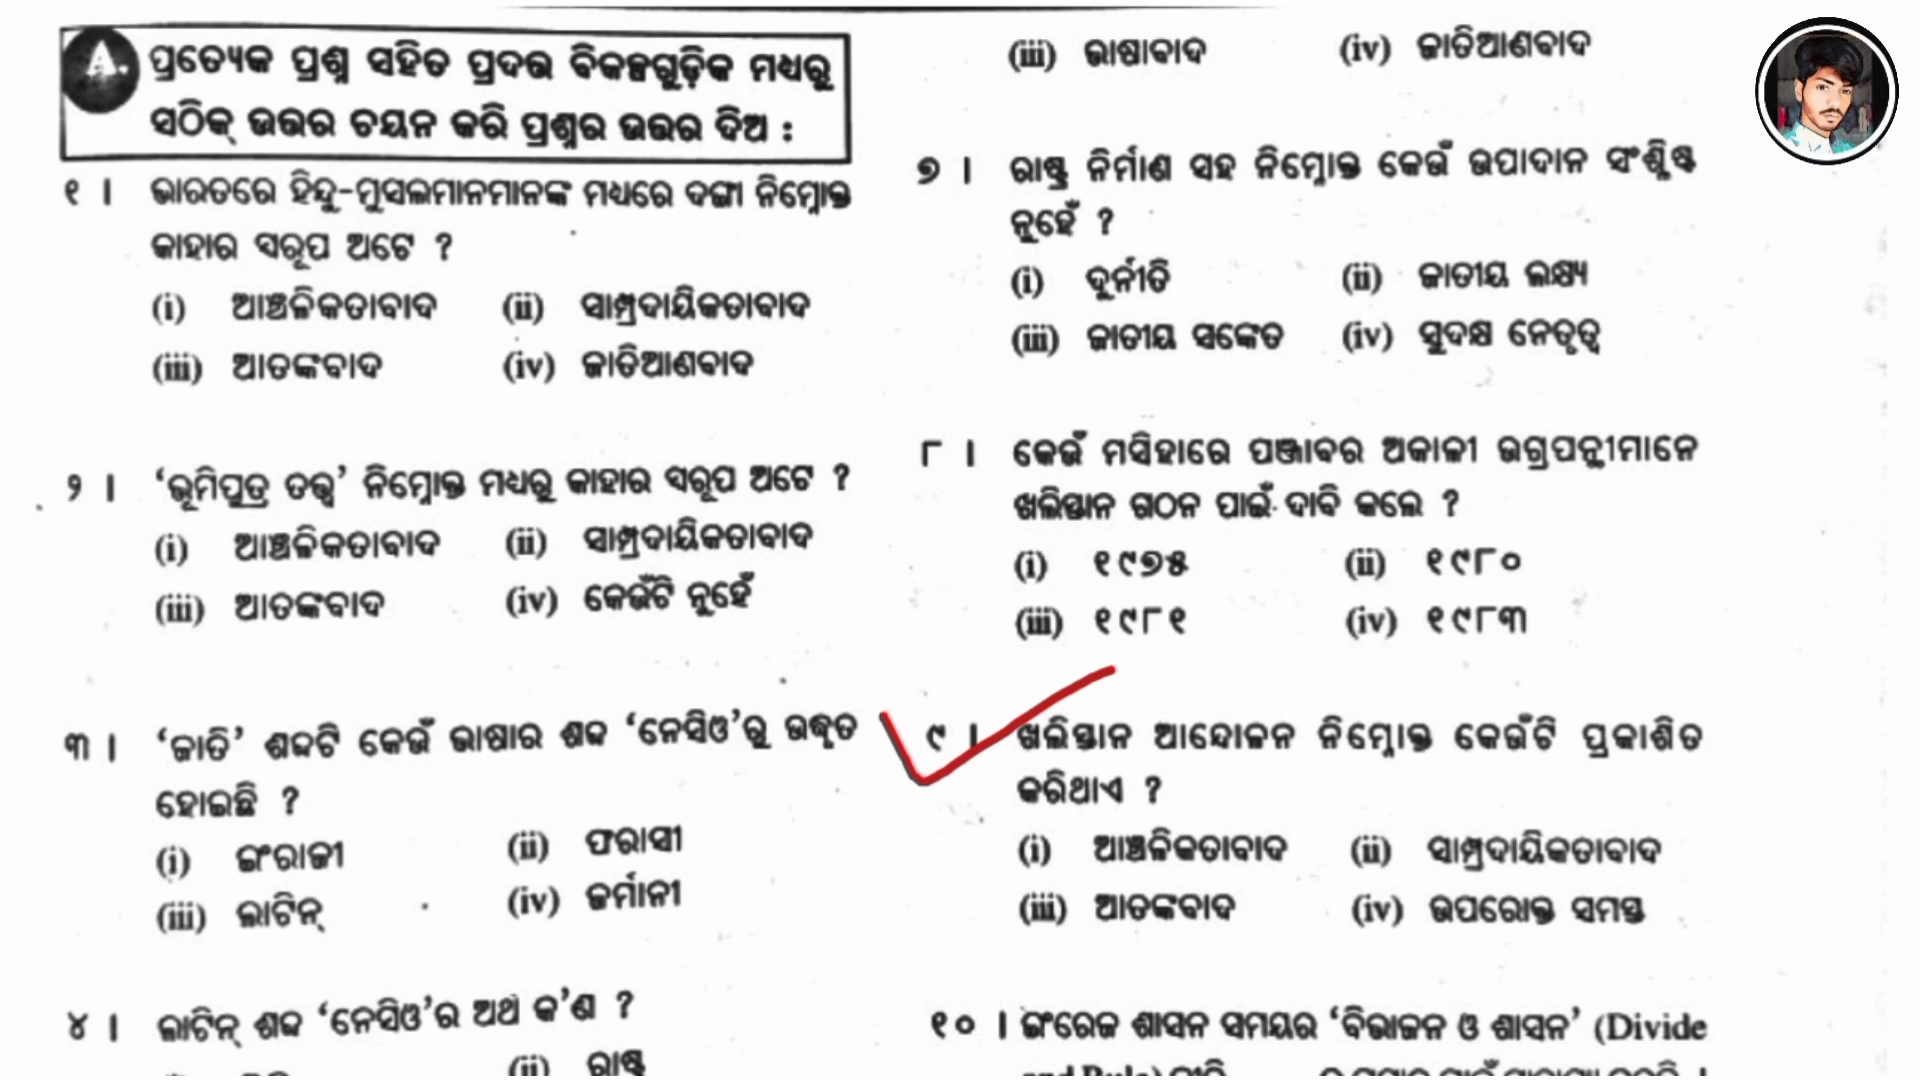 A. ପ୍ରତ୍ୟେକ ପ୍ରଶ୍ନ ସହିତ ପ୍ରଦତ୍ତ ବିକଳ୍ପଗୁଡ଼ିକ ମଧ୍ୟରୁ
ସଠିକ୍ ଉତ୍ତର ଚୟନ କରି ପ୍ରଶ୍ନର ଉତ୍ତର ଦିଅ :
୧ । ଭାରତରେ ହିନ୍ଦୁ-ମୁସଲମାନମାନଙ୍କ ମଧ୍ୟରେ ଦଙ୍ଗା ନିମ୍ନୋକ୍ତ
କାହାର ସ୍ବରୂପ ଅଟେ ?
(i) ଆଞ୍ଚଳିକତାବାଦ (ii) ସାମ୍ପ୍ରଦାୟିକତାବାଦ
(iii) ଆତଙ୍କବାଦ (iv) ଜାତିଆଣବାଦ
୨ । ‘ଭୂମିପୁତ୍ର ତତ୍ତ୍ୱ’ ନିମ୍ନୋକ୍ତ ମଧ୍ୟରୁ କାହାର ସ୍ବରୂପ ଅଟେ ?
(i) ଆଞ୍ଚଳିକତାବାଦ (ii) ସାମ୍ପ୍ରଦାୟିକତାବାଦ
(iii) ଆତଙ୍କବାଦ (iv) କେଉଁଟି ନୁହେଁ
୩ । ‘ଜାତି’ ଶବ୍ଦଟି କେଉଁ ଭାଷାର ଶବ୍ଦ ‘ନେସିଓ’ରୁ ଉଦ୍ଧୃତ
ହୋଇଛି ?
(i) ଇଂରାଜୀ (ii) ଫରାସୀ
(iii) ଲାଟିନ୍ (iv) ଜର୍ମାନୀ
୪ । ଲାଟିନ୍ ଶବ୍ଦ ‘ନେସିଓ’ର ଅର୍ଥ କ’ଣ ?
(ii) ରାଷ୍ଟ୍ର
(iii) ଭାଷାବାଦ (iv) ଜାତିଆଣବାଦ
୭ । ରାଷ୍ଟ୍ର ନିର୍ମାଣ ସହ ନିମ୍ନୋକ୍ତ କେଉଁ ଉପାଦାନ ସଂଶ୍ଳିଷ୍ଟ
ନୁହେଁ ?
(i) ଦୁର୍ନୀତି (ii) ଜାତୀୟ ଲକ୍ଷ୍ୟ
(iii) ଜାତୀୟ ସଙ୍କେତ (iv) ସୁଦକ୍ଷ ନେତୃତ୍ୱ
୮ । କେଉଁ ମସିହାରେ ପଞ୍ଜାବର ଅକାଳୀ ଉଗ୍ରପନ୍ଥୀମାନେ
ଖଲିସ୍ତାନ ଗଠନ ପାଇଁ ଦାବି କଲେ ?
(i) ୧୯୭୫ (ii) ୧୯୮୦
(iii) ୧୯୮୧ (iv) ୧୯୮୩
୯ । ଖଲିସ୍ତାନ ଆନ୍ଦୋଳନ ନିମ୍ନୋକ୍ତ କେଉଁଟି ପ୍ରକାଶିତ
କରିଥାଏ ?
(i) ଆଞ୍ଚଳିକତାବାଦ (ii) ସାମ୍ପ୍ରଦାୟିକତାବାଦ
(iii) ଆତଙ୍କବାଦ (iv) ଉପରୋକ୍ତ ସମସ୍ତ
୧୦ । ଇଂରେଜ ଶାସନ ସମୟର ‘ବିଭାଜନ ଓ ଶାସନ’ (Divide